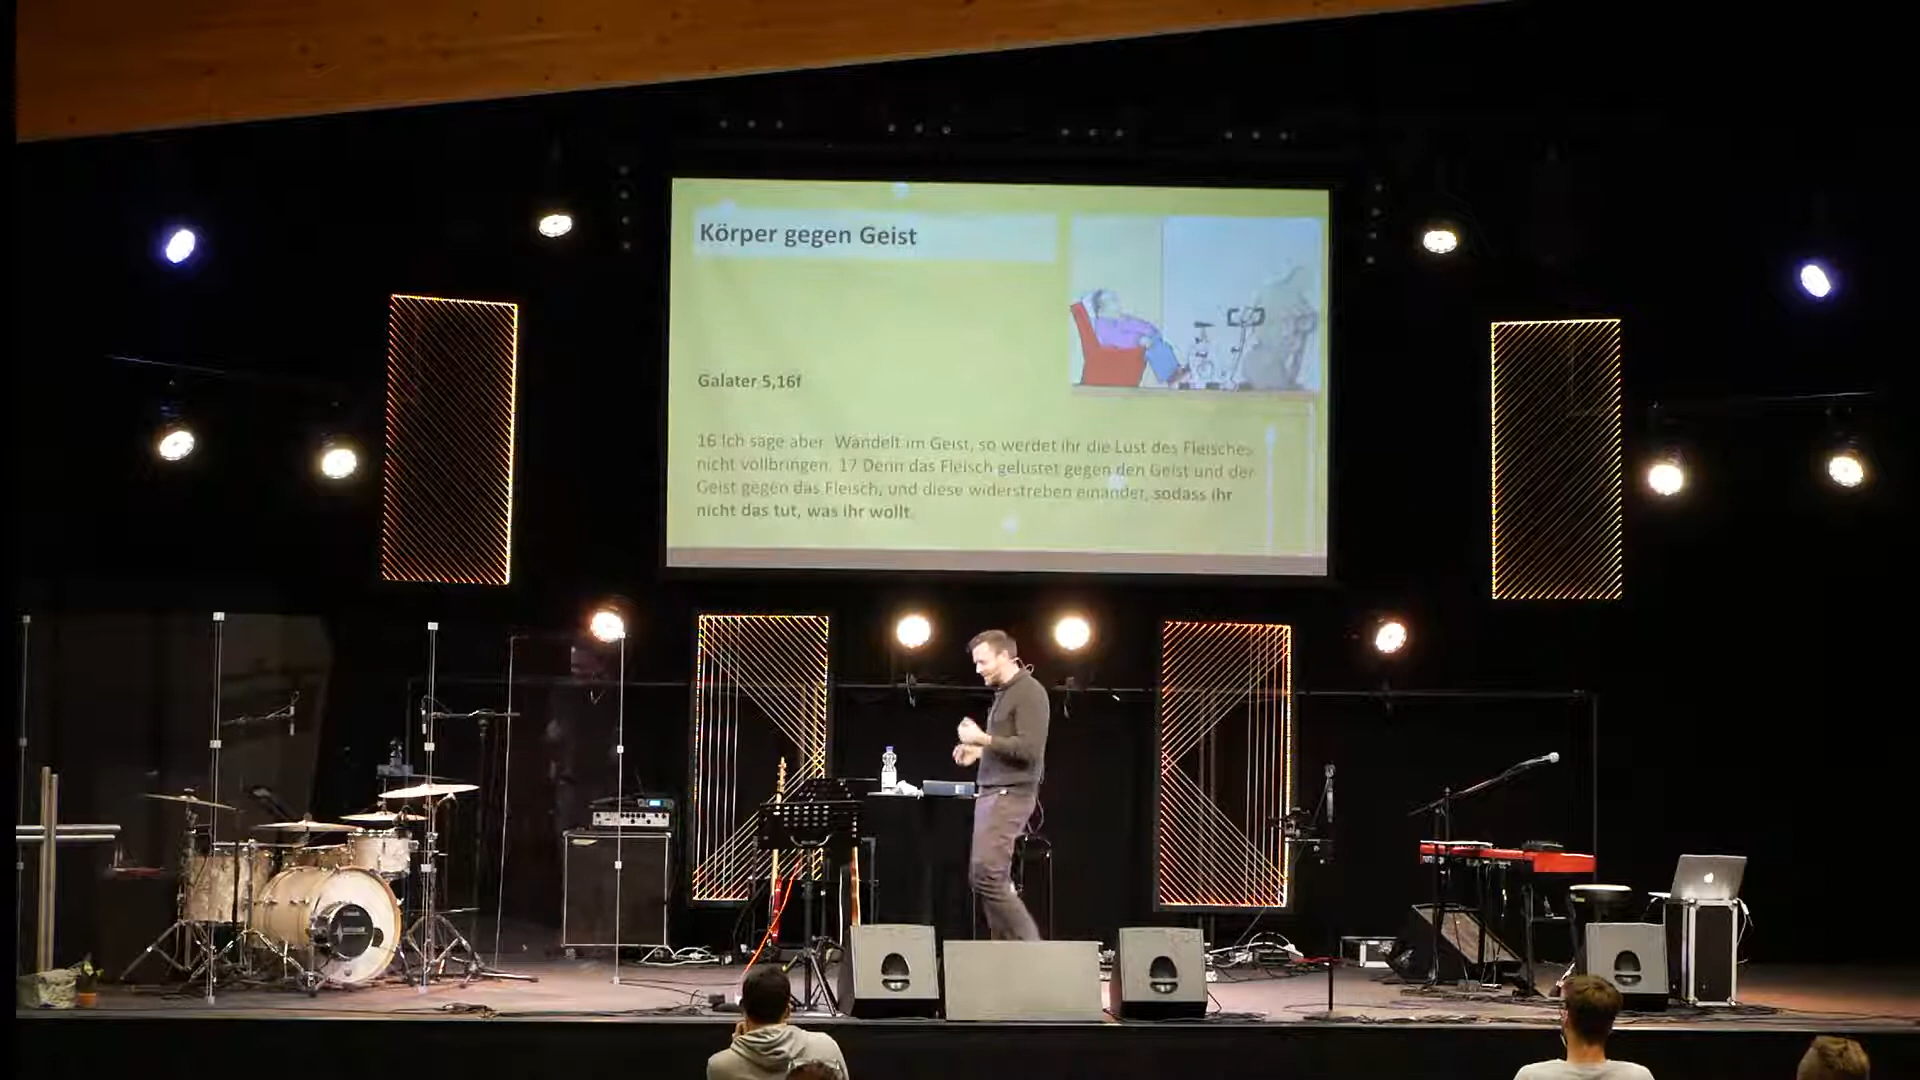 Körper gegen Geist
Galater 5,16f
16 Ich sage aber: Wandelt im Geist, so werdet ihr die Lust des Fleisches
nicht vollbringen. 17 Denn das Fleisch gelüstet gegen den Geist und der
Geist gegen das Fleisch, und diese widerstreben einander, sodass ihr
nicht das tut, was ihr wollt.